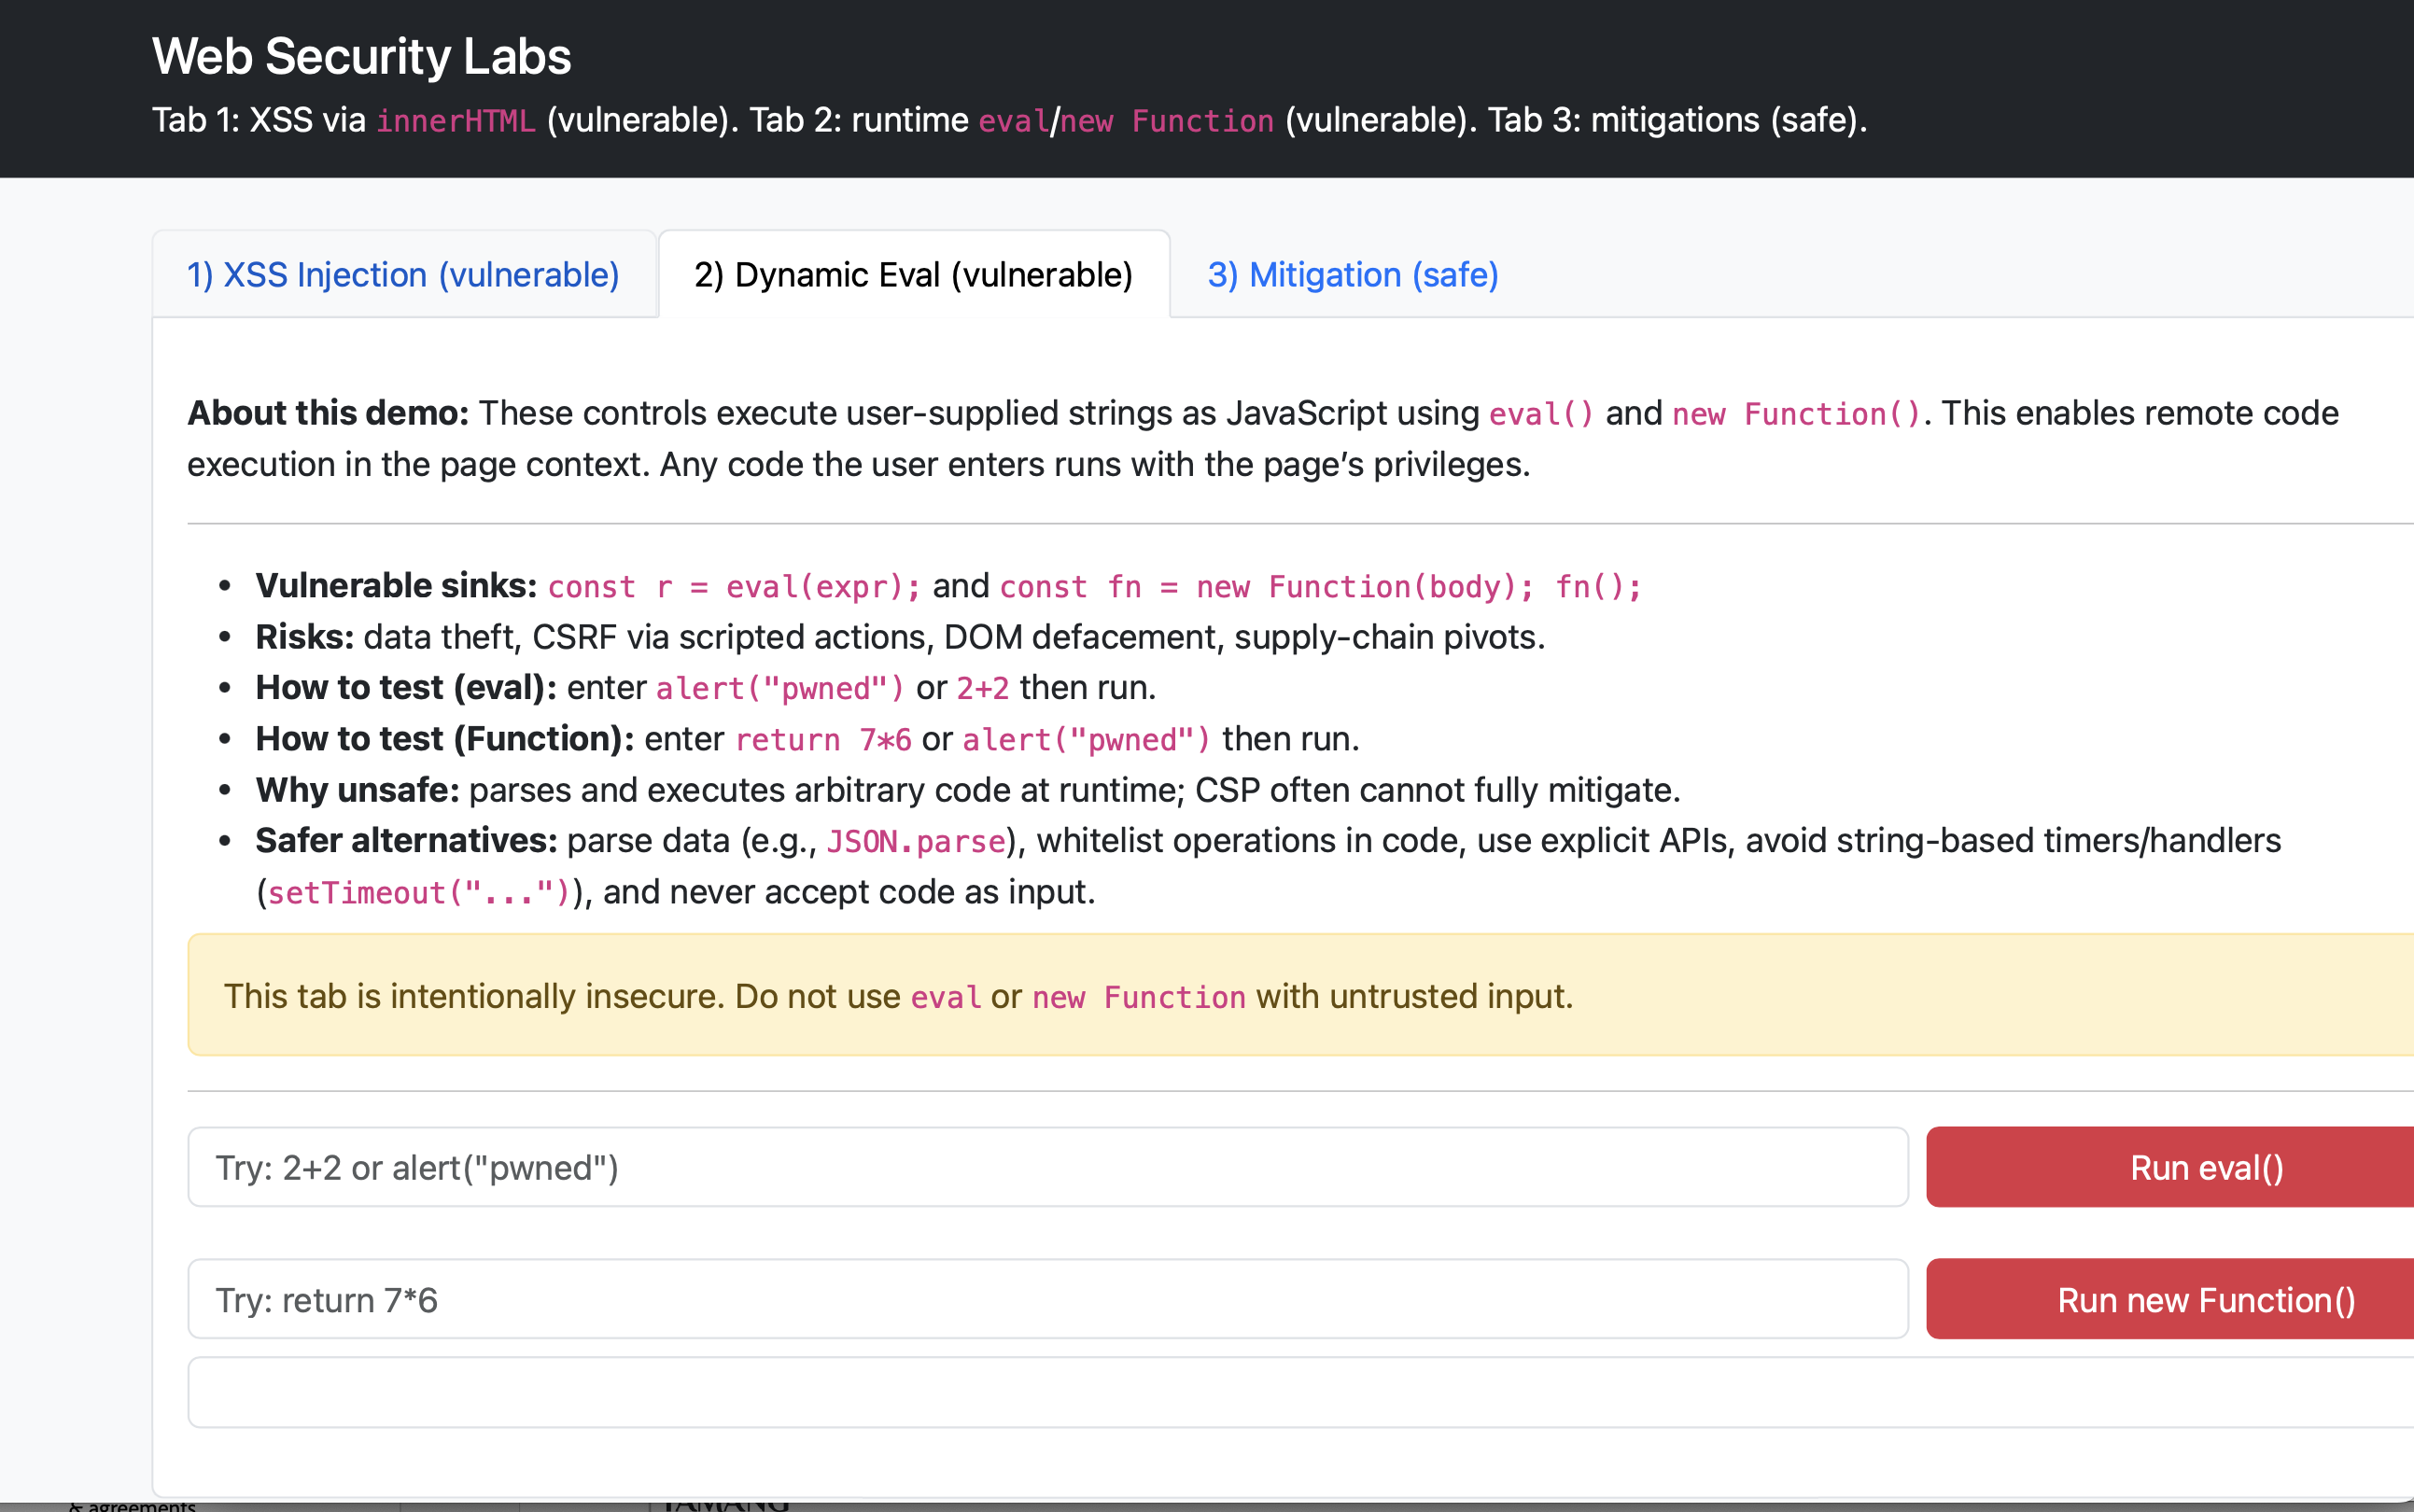 Web Security Labs
Tab 1: XSS via innerHTML (vulnerable). Tab 2: runtime eval/new Function (vulnerable). Tab 3: mitigations (safe).
1) XSS Injection (vulnerable)
2) Dynamic Eval (vulnerable)
3) Mitigation (safe)
About this demo: These controls execute user-supplied strings as JavaScript using eval() and new Function(). This enables remote code
execution in the page context. Any code the user enters runs with the page’s privileges.
• Vulnerable sinks: const r = eval(expr); and const fn = new Function(body); fn();
• Risks: data theft, CSRF via scripted actions, DOM defacement, supply-chain pivots.
• How to test (eval): enter alert("pwned") or 2+2 then run.
• How to test (Function): enter return 7*6 or alert("pwned") then run.
• Why unsafe: parses and executes arbitrary code at runtime; CSP often cannot fully mitigate.
• Safer alternatives: parse data (e.g., JSON.parse), whitelist operations in code, use explicit APIs, avoid string-based timers/handlers
(setTimeout("...")), and never accept code as input.
This tab is intentionally insecure. Do not use eval or new Function with untrusted input.
Try: 2+2 or alert("pwned")
Run eval()
Try: return 7*6
Run new Function()
& agreements